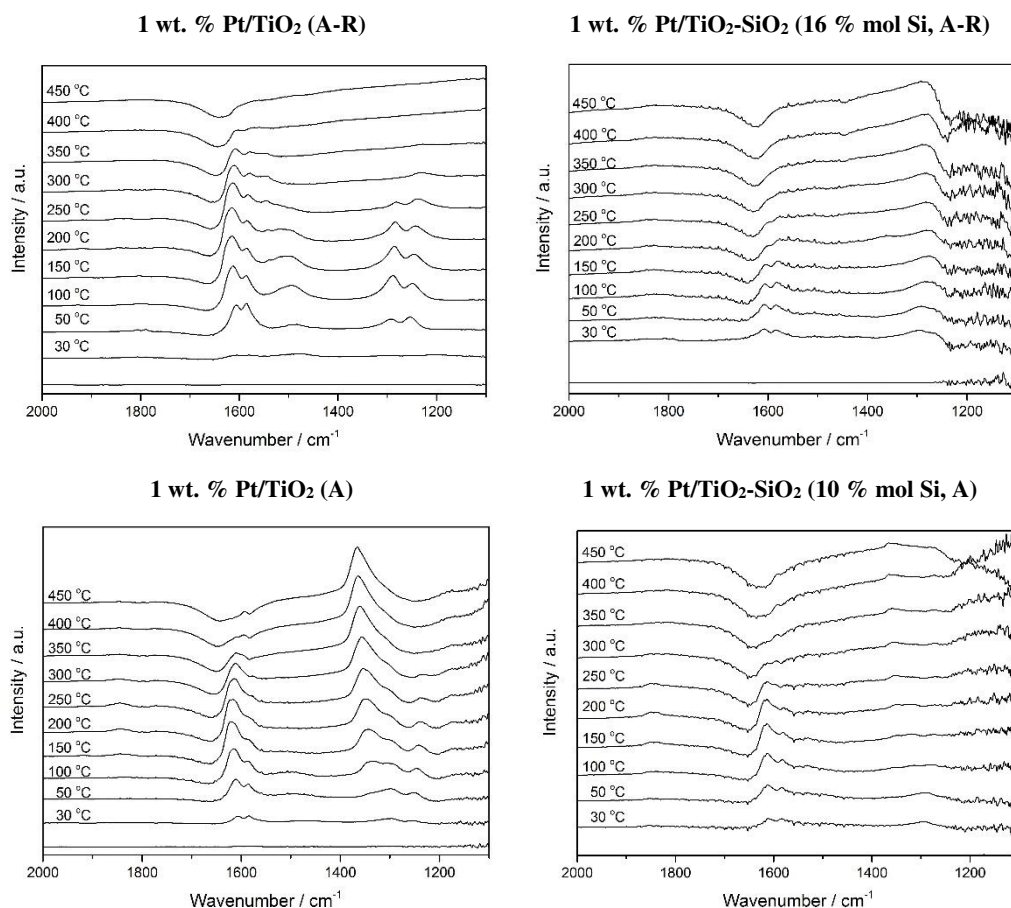 1 wt. % Pt/TiO₂ (A-R)
450 °C
400 °C
350 °C
300 °C
250 °C
200 °C
150 °C
100 °C
50 °C
30 °C
Intensity / a.u.
2000 1800 1600 1400 1200
Wavenumber / cm⁻¹
1 wt. % Pt/TiO₂-SiO₂ (16 % mol Si, A-R)
450 °C
400 °C
350 °C
300 °C
250 °C
200 °C
150 °C
100 °C
50 °C
30 °C
Intensity / a.u.
2000 1800 1600 1400 1200
Wavenumber / cm⁻¹
1 wt. % Pt/TiO₂ (A)
450 °C
400 °C
350 °C
300 °C
250 °C
200 °C
150 °C
100 °C
50 °C
30 °C
Intensity / a.u.
2000 1800 1600 1400 1200
Wavenumber / cm⁻¹
1 wt. % Pt/TiO₂-SiO₂ (10 % mol Si, A)
450 °C
400 °C
350 °C
300 °C
250 °C
200 °C
150 °C
100 °C
50 °C
30 °C
Intensity / a.u.
2000 1800 1600 1400 1200
Wavenumber / cm⁻¹